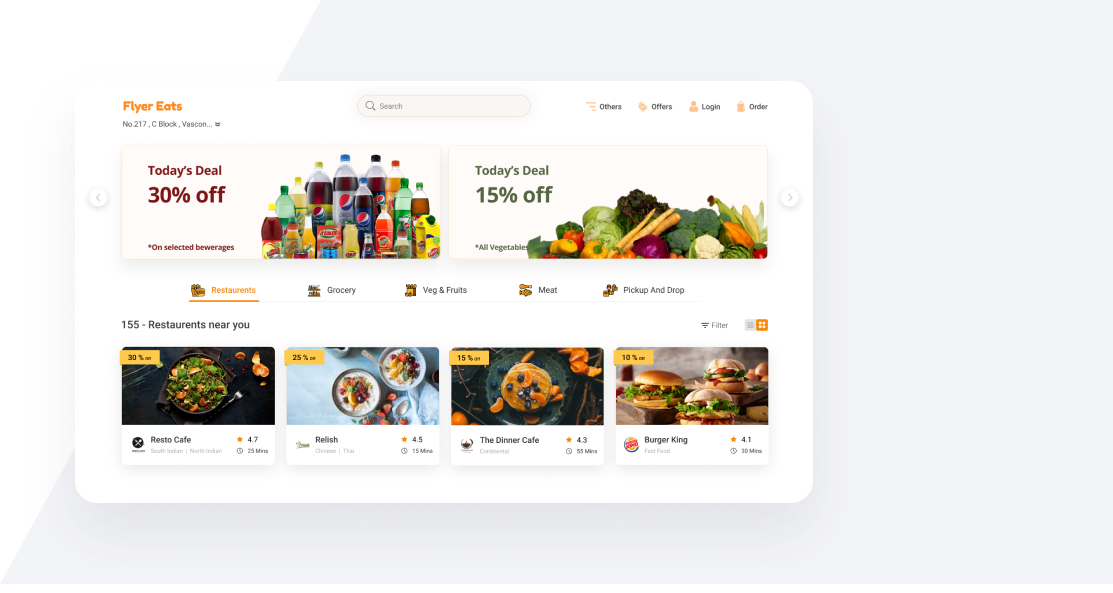 Flyer Eats
Search
Others
Offers
Login
Order
No.217 , C Block , Vascon...
Today's Deal
30% off
*On selected bewerages
Today's Deal
15% off
*All Vegetables
Restaurents
Grocery
Veg & Fruits
Meat
Pickup And Drop
155 - Restaurents near you
Filter
30 % Off
25 % Off
15 % Off
10 % Off
Resto Cafe
4.7
South Indian | North Indian
25 Mins
Relish
4.5
Chinese | Thai
15 Mins
The Dinner Cafe
4.3
Continental
55 Mins
Burger King
4.1
Fast Food
30 Mins